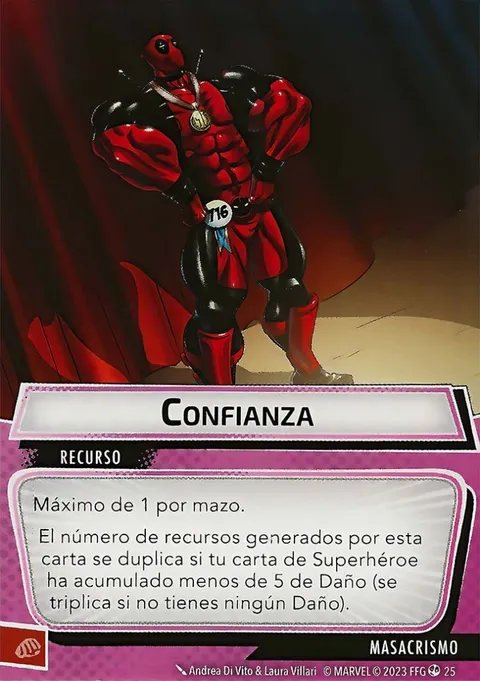 716
CONFIANZA
RECURSO
Máximo de 1 por mazo.
El número de recursos generados por esta
carta se duplica si tu carta de Superhéroe
ha acumulado menos de 5 de Daño (se
triplica si no tienes ningún Daño).
MASACRISMO
Andrea Di Vito & Laura Villari © MARVEL © 2023 FFG 25